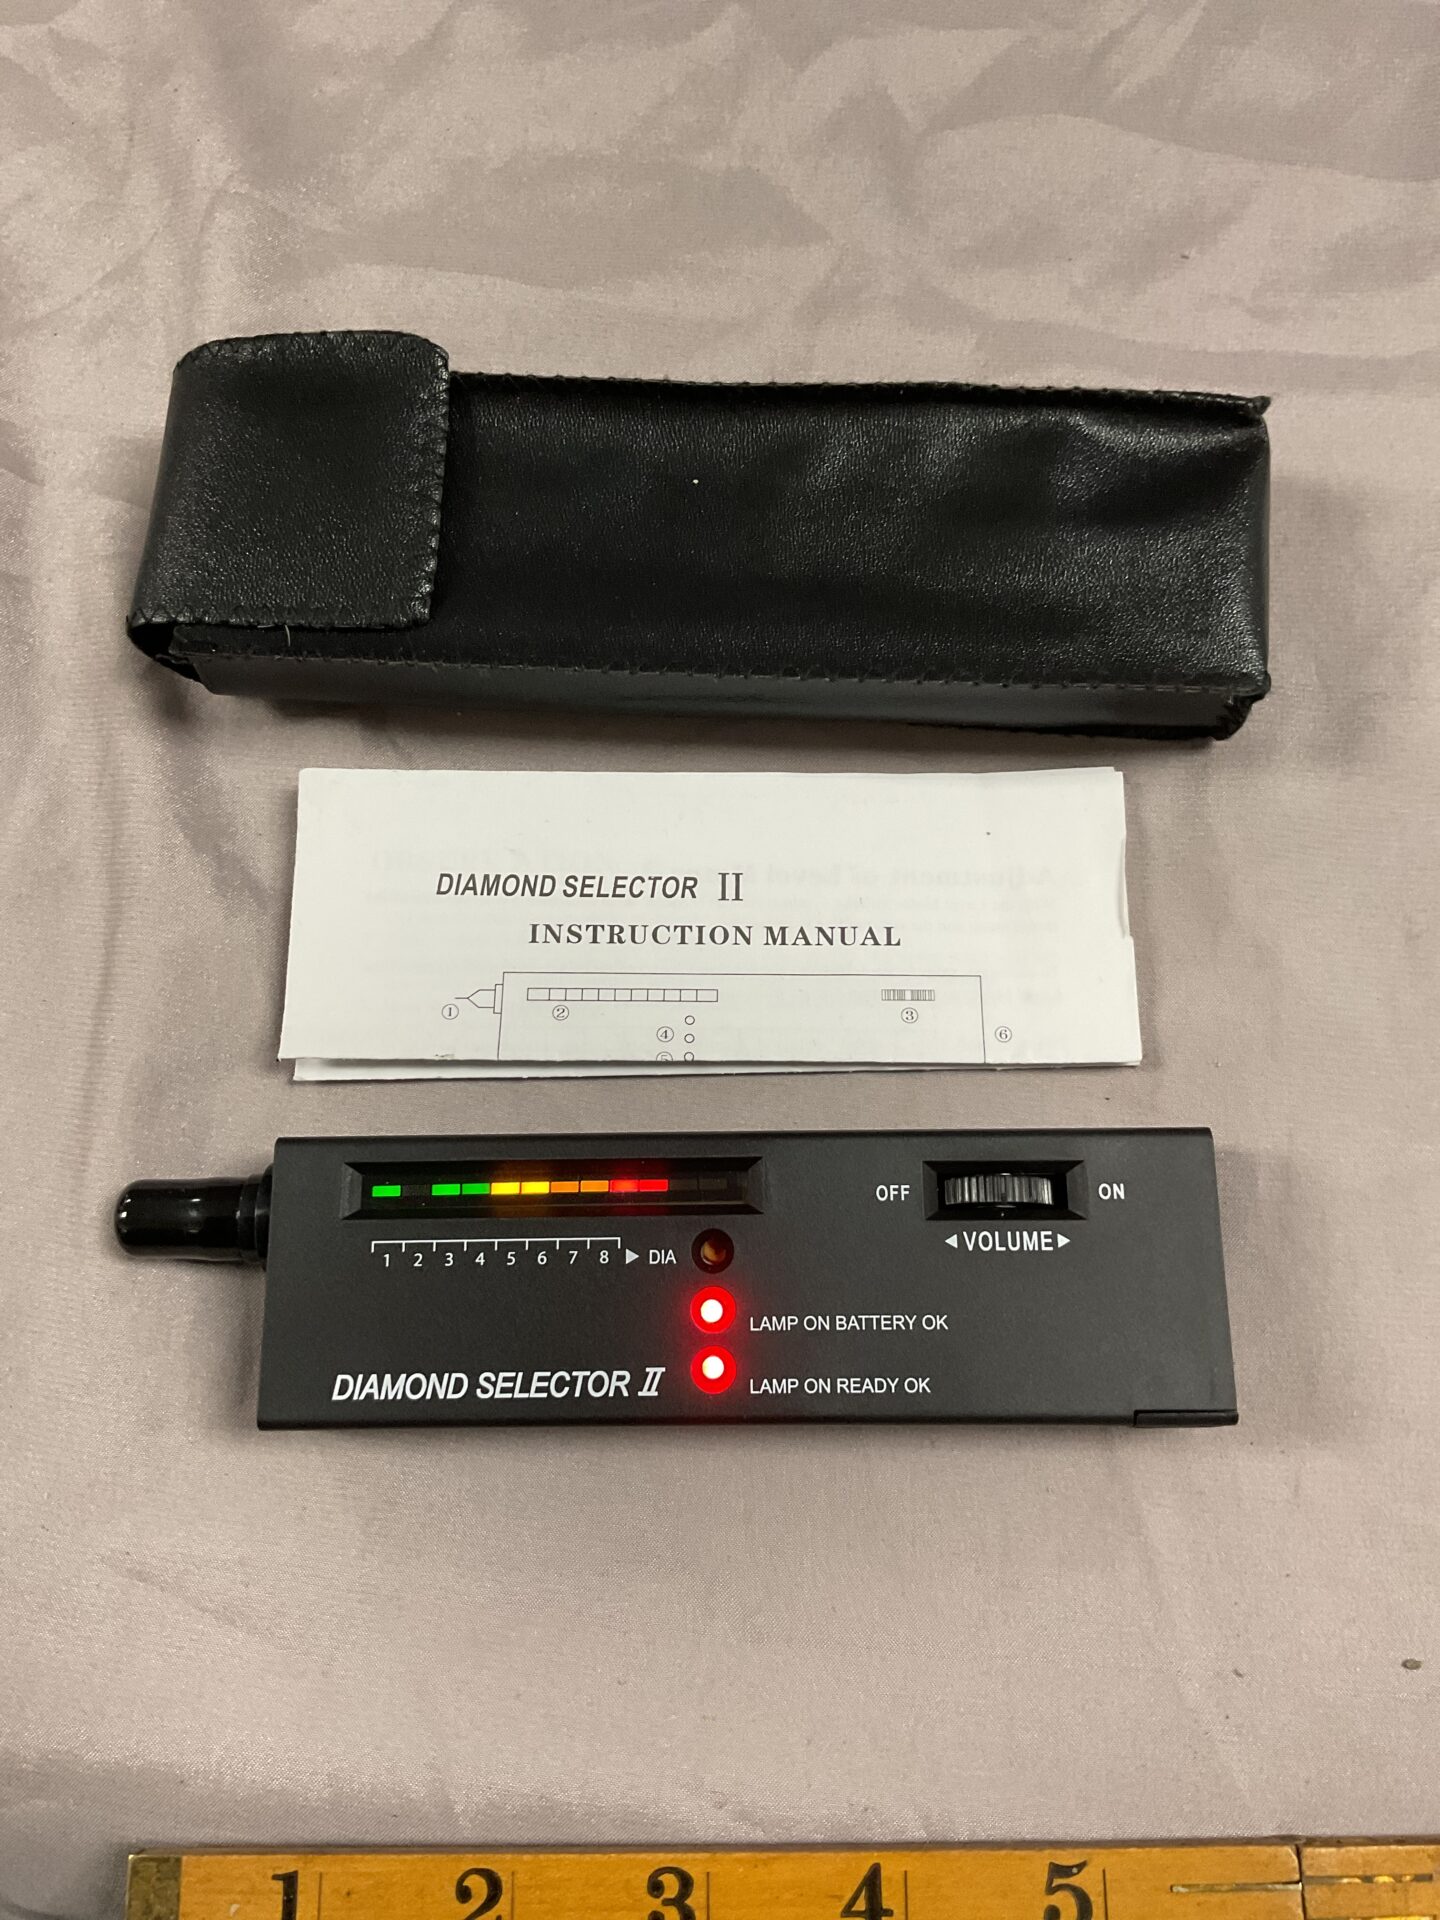 DIAMOND SELECTOR II
INSTRUCTION MANUAL
① ② ③
④ ⑥
⑤
OFF ON
◄VOLUME►
1 2 3 4 5 6 7 8 ► DIA
LAMP ON BATTERY OK
DIAMOND SELECTOR II
LAMP ON READY OK
1 2 3 4 5